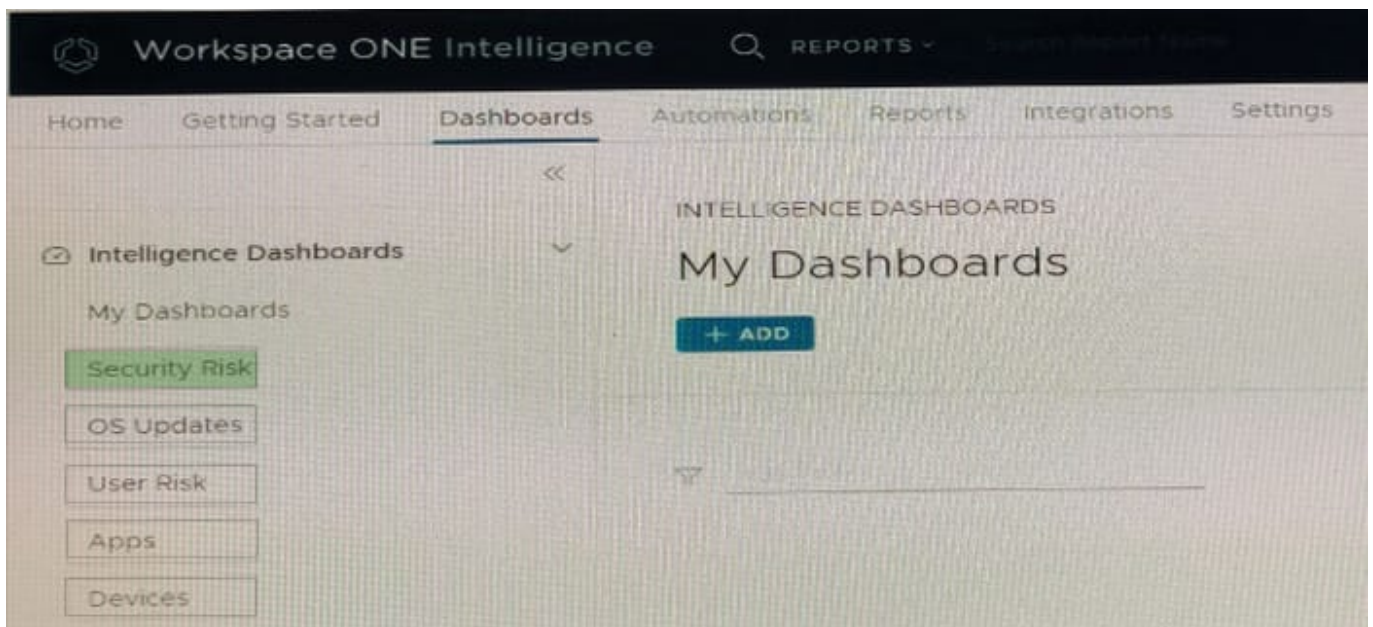 Workspace ONE Intelligence REPORTS
Home Getting Started Dashboards Automations Reports Integrations Settings
INTELLIGENCE DASHBOARDS
Intelligence Dashboards
My Dashboards
My Dashboards
+ ADD
Security Risk
OS Updates
User Risk
Apps
Devices